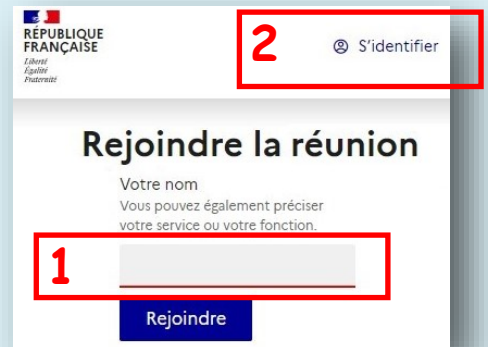 RÉPUBLIQUE
FRANÇAISE
Liberté
Égalité
Fraternité
2
S'identifier
Rejoindre la réunion
Votre nom
Vous pouvez également préciser
votre service ou votre fonction.
1
Rejoindre